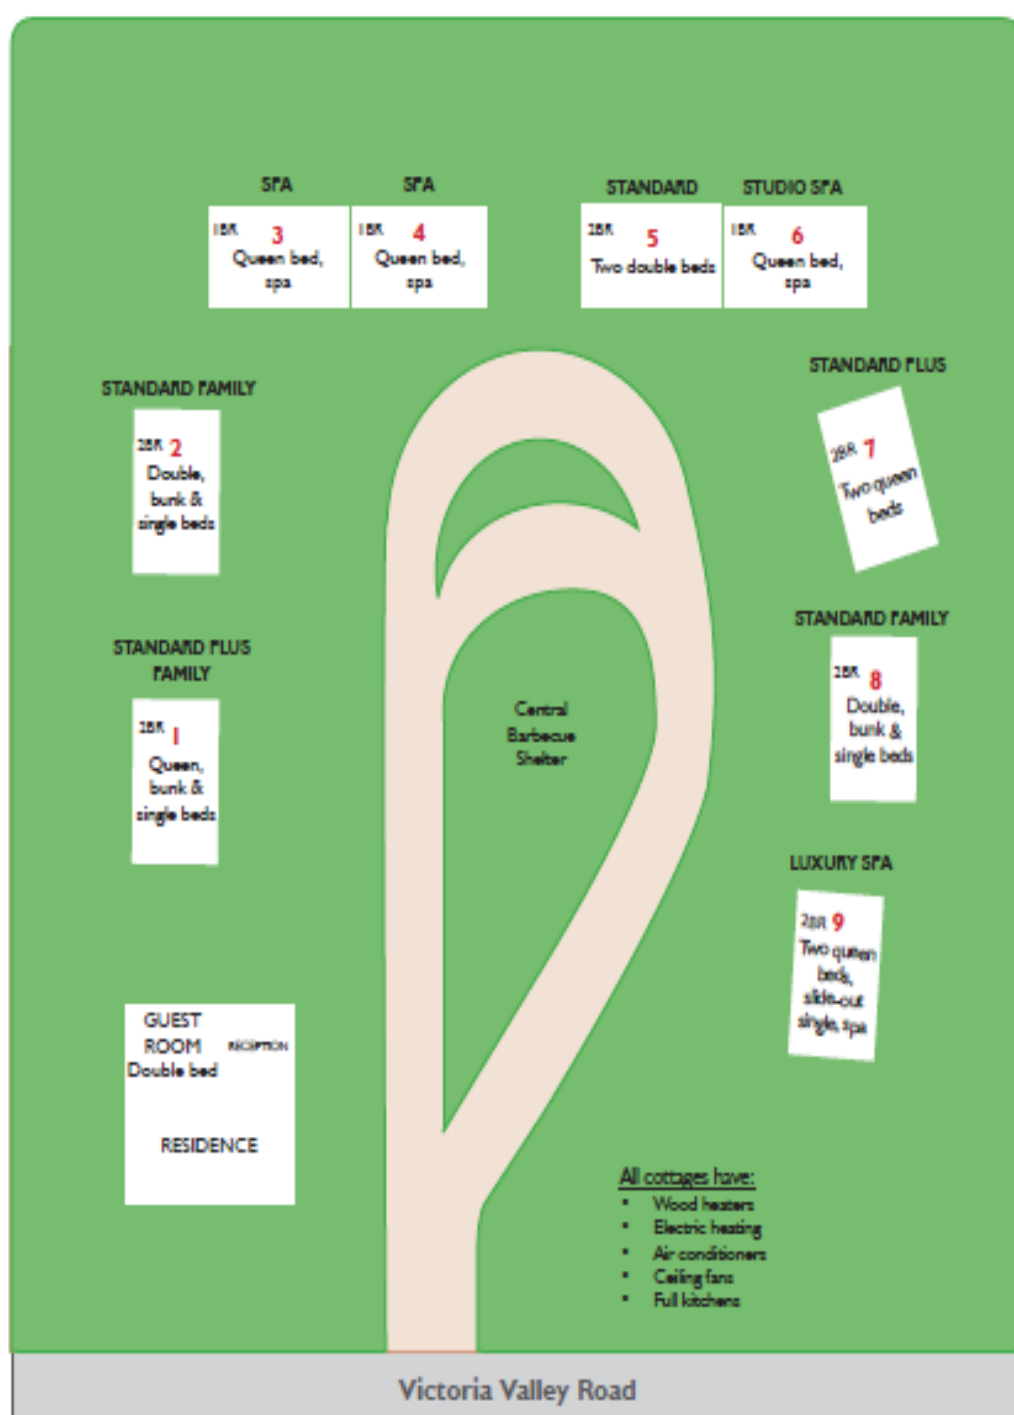 SPA
SPA
STANDARD
STUDIO SPA
1BR 3
Queen bed,
spa
1BR 4
Queen bed,
spa
2BR 5
Two double beds
1BR 6
Queen bed,
spa
STANDARD FAMILY
2BR 2
Double,
bunk &
single beds
STANDARD PLUS
2BR 7
Two queen
beds
STANDARD PLUS
FAMILY
2BR 1
Queen,
bunk &
single beds
Central
Barbecue
Shelter
STANDARD FAMILY
2BR 8
Double,
bunk &
single beds
LUXURY SPA
2BR 9
Two queen
beds,
slide-out
single, spa
GUEST
ROOM
Double bed
RECEPTION
RESIDENCE
All cottages have:
▪ Wood heaters
▪ Electric heating
▪ Air conditioners
▪ Ceiling fans
▪ Full kitchens
Victoria Valley Road